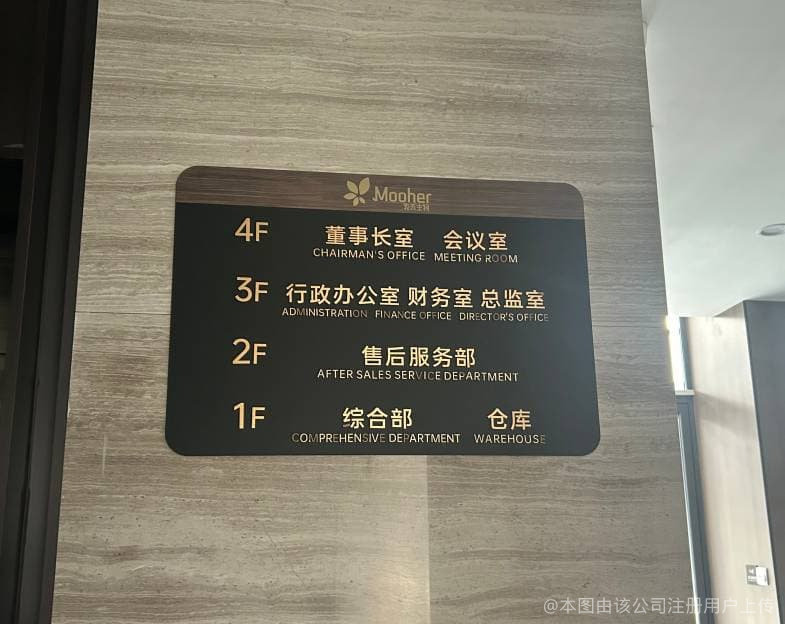 Mooher
4F 董事长室 会议室
CHAIRMAN'S OFFICE MEETING ROOM
3F 行政办公室 财务室 总监室
ADMINISTRATION FINANCE OFFICE DIRECTOR'S OFFICE
2F 售后服务部
AFTER SALES SERVICE DEPARTMENT
1F 综合部 仓库
COMPREHENSIVE DEPARTMENT WAREHOUSE
@本图由该公司注册用户上传